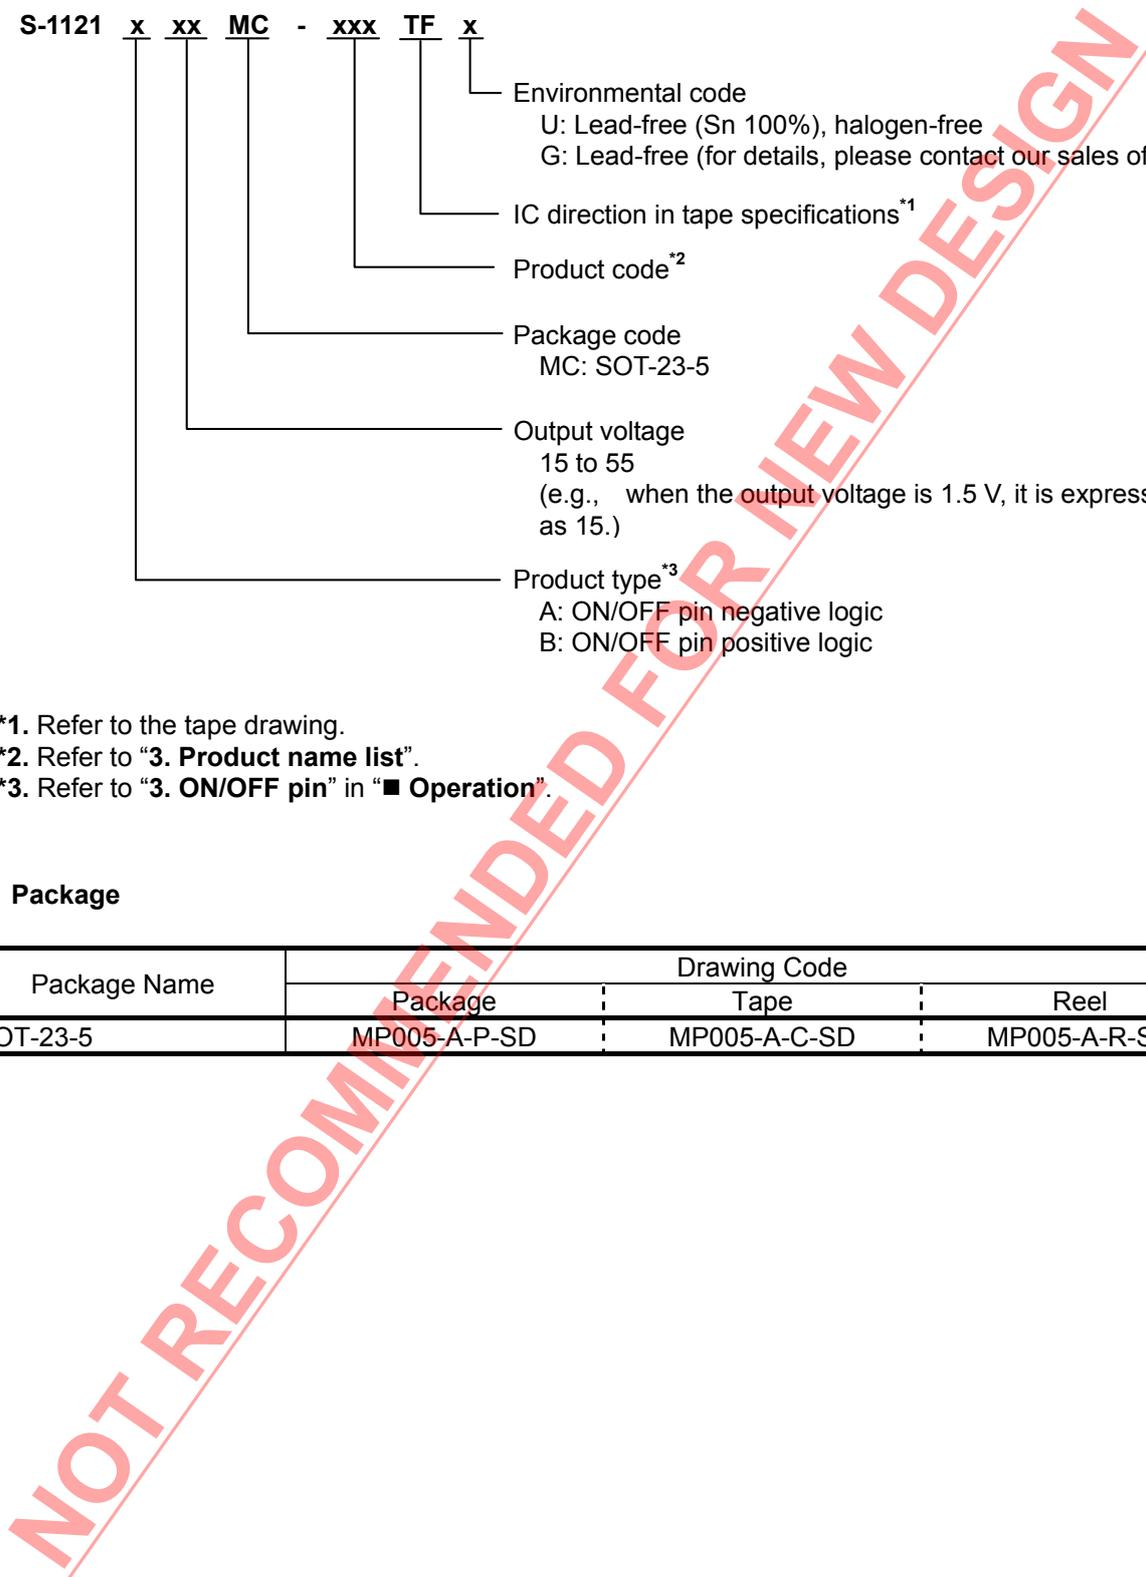 S-1121 x xx MC - xxx TF x
Environmental code
U: Lead-free (Sn 100%), halogen-free
G: Lead-free (for details, please contact our sales of
IC direction in tape specifications*1
Product code*2
Package code
MC: SOT-23-5
Output voltage
15 to 55
(e.g., when the output voltage is 1.5 V, it is express
as 15.)
Product type*3
A: ON/OFF pin negative logic
B: ON/OFF pin positive logic
*1. Refer to the tape drawing.
*2. Refer to “3. Product name list”.
*3. Refer to “3. ON/OFF pin” in “■ Operation”.
Package
Package Name
Drawing Code
Package Tape Reel
OT-23-5 MP005-A-P-SD MP005-A-C-SD MP005-A-R-S
NOT RECOMMENDED FOR NEW DESIGN